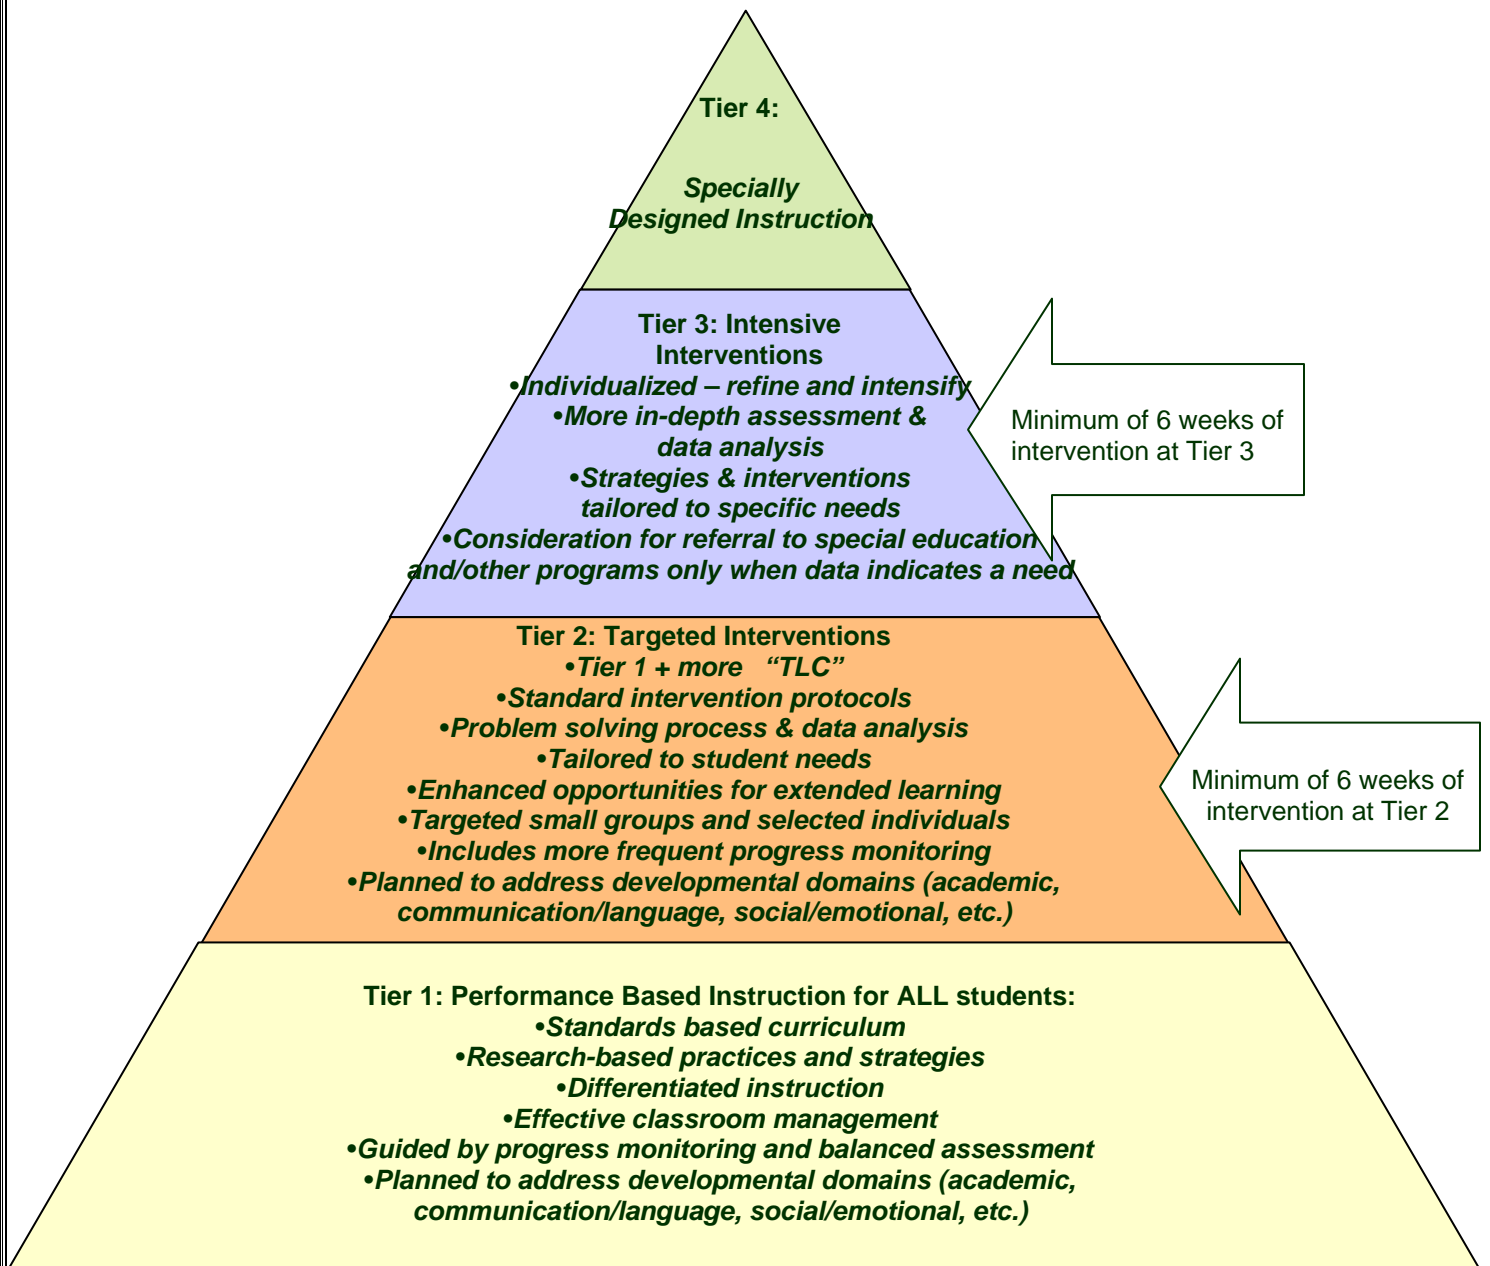 Tier 4:
Specially
Designed Instruction
Tier 3: Intensive
Interventions
•Individualized – refine and intensify
•More in-depth assessment &
data analysis
•Strategies & interventions
tailored to specific needs
•Consideration for referral to special education
and/other programs only when data indicates a need
Minimum of 6 weeks of
intervention at Tier 3
Tier 2: Targeted Interventions
•Tier 1 + more “TLC”
•Standard intervention protocols
•Problem solving process & data analysis
•Tailored to student needs
•Enhanced opportunities for extended learning
•Targeted small groups and selected individuals
•Includes more frequent progress monitoring
•Planned to address developmental domains (academic,
communication/language, social/emotional, etc.)
Minimum of 6 weeks of
intervention at Tier 2
Tier 1: Performance Based Instruction for ALL students:
•Standards based curriculum
•Research-based practices and strategies
•Differentiated instruction
•Effective classroom management
•Guided by progress monitoring and balanced assessment
•Planned to address developmental domains (academic,
communication/language, social/emotional, etc.)